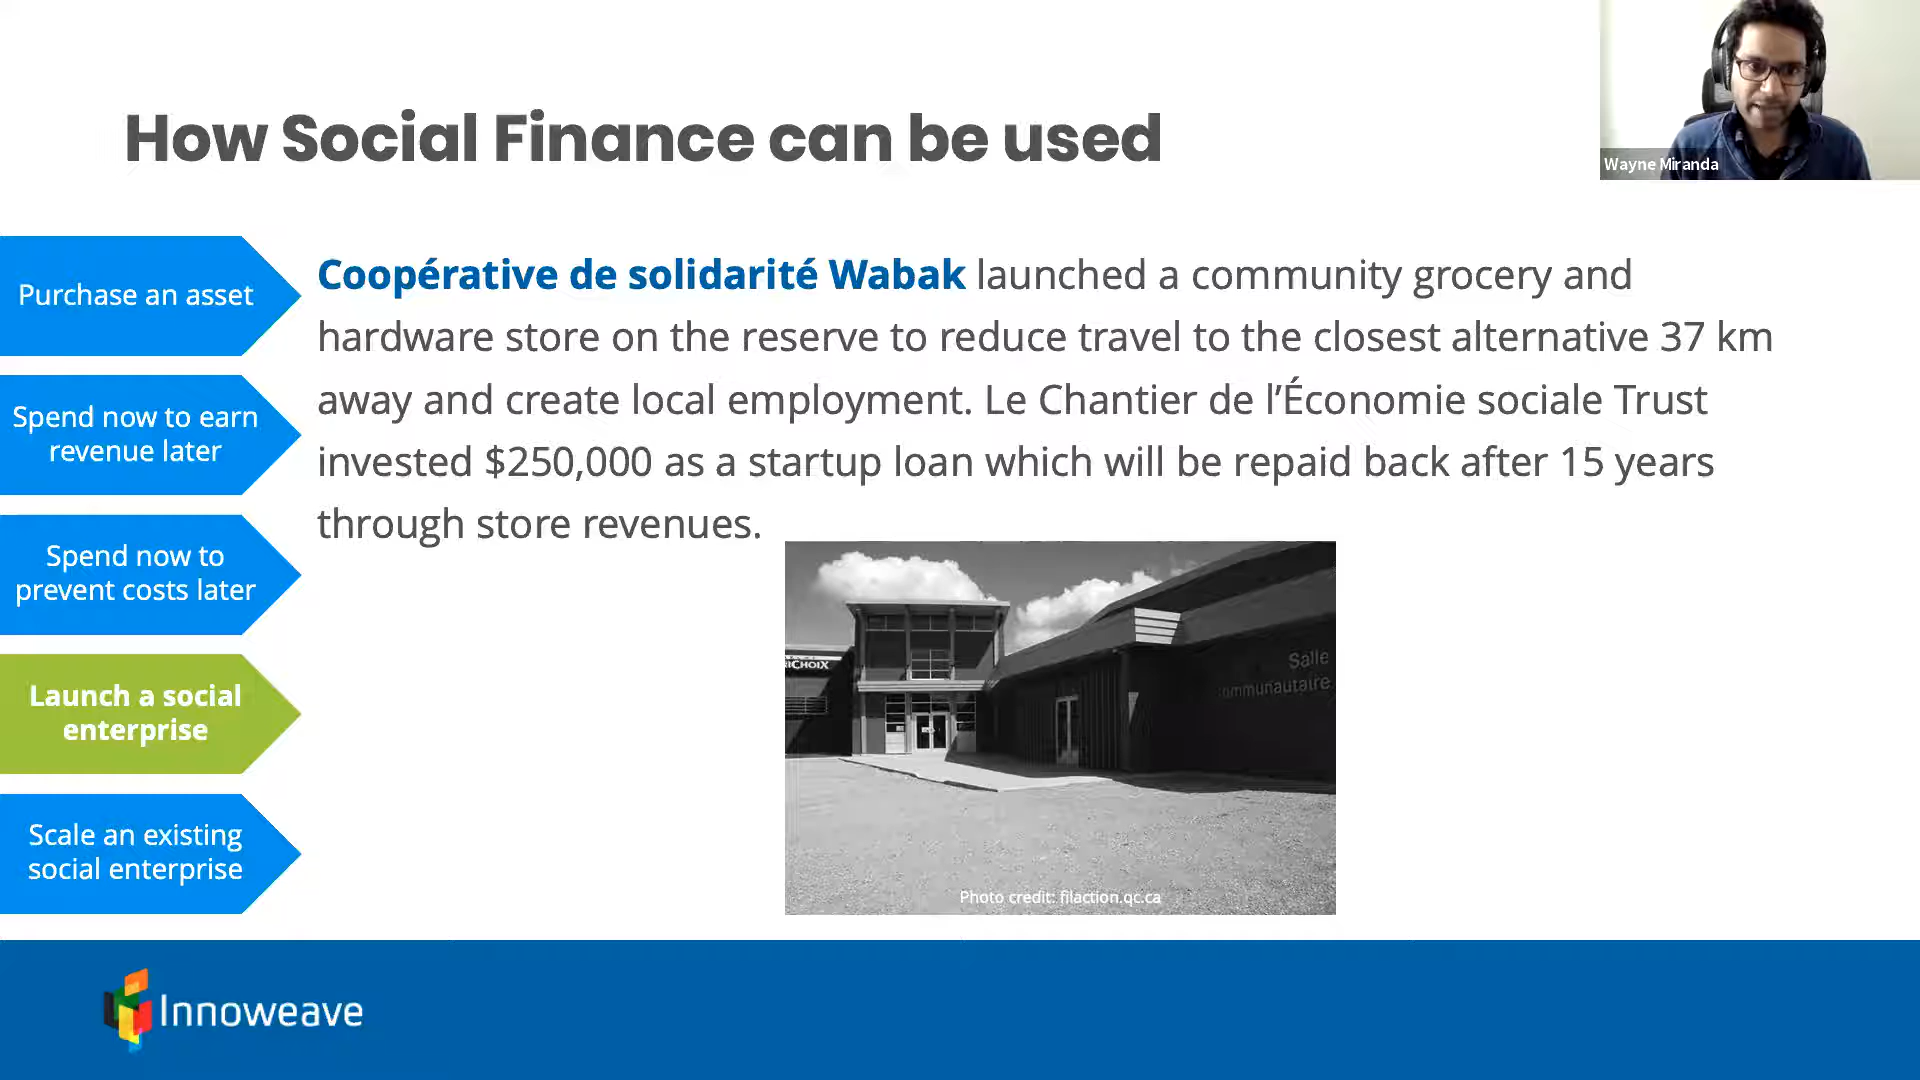 How Social Finance can be used
Wayne Miranda
Purchase an asset
Spend now to earn
revenue later
Spend now to
prevent costs later
Launch a social
enterprise
Scale an existing
social enterprise
Coopérative de solidarité Wabak launched a community grocery and
hardware store on the reserve to reduce travel to the closest alternative 37 km
away and create local employment. Le Chantier de l’Économie sociale Trust
invested $250,000 as a startup loan which will be repaid back after 15 years
through store revenues.
RICHOIX
Salle
ommunautaire
Photo credit: filaction.qc.ca
Innoweave